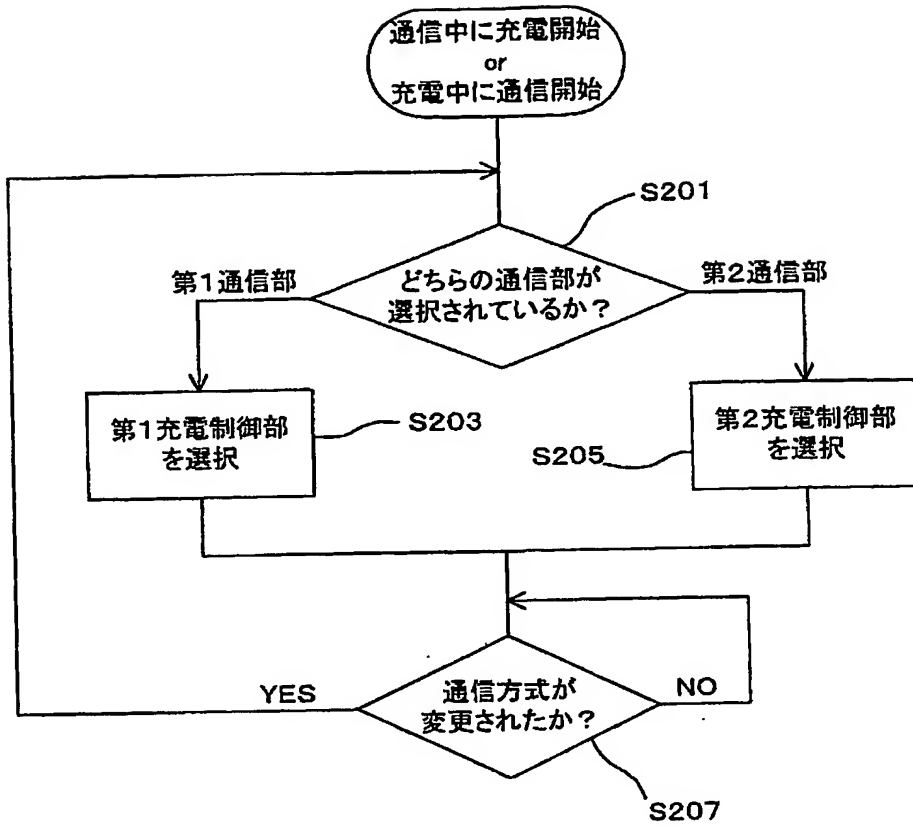 通信中に充電開始
or
充電中に通信開始
S201
第1通信部
どちらの通信部が
選択されているか？
第2通信部
第1充電制御部
を選択
S203
第2充電制御部
を選択
S205
YES
通信方式が
変更されたか？
NO
S207